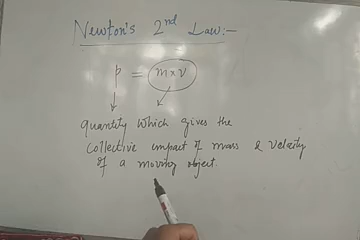 Newton's 2nd Law:-
p = m×v
quantity which gives the
collective impact of mass & velocity
of a moving object.